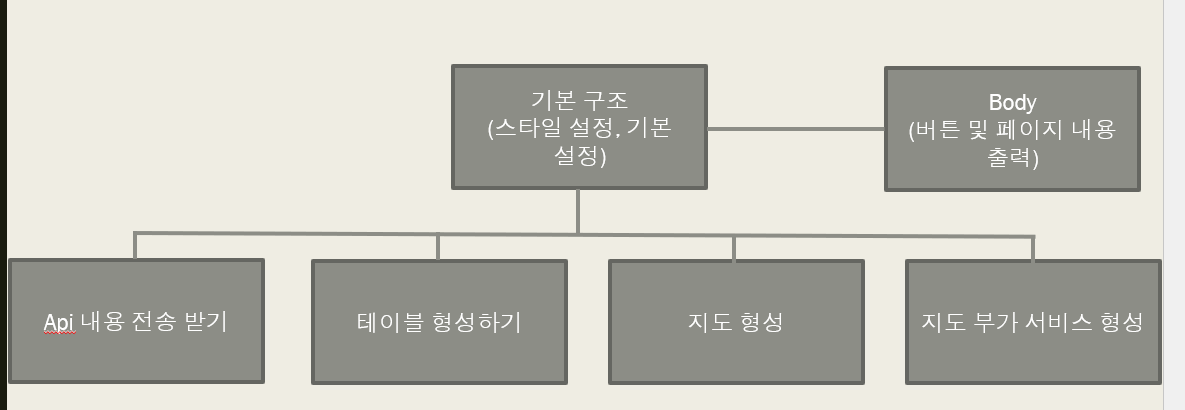 기본 구조
(스타일 설정, 기본
설정)
Body
(버튼 및 페이지 내용
출력)
Api 내용 전송 받기
테이블 형성하기
지도 형성
지도 부가 서비스 형성